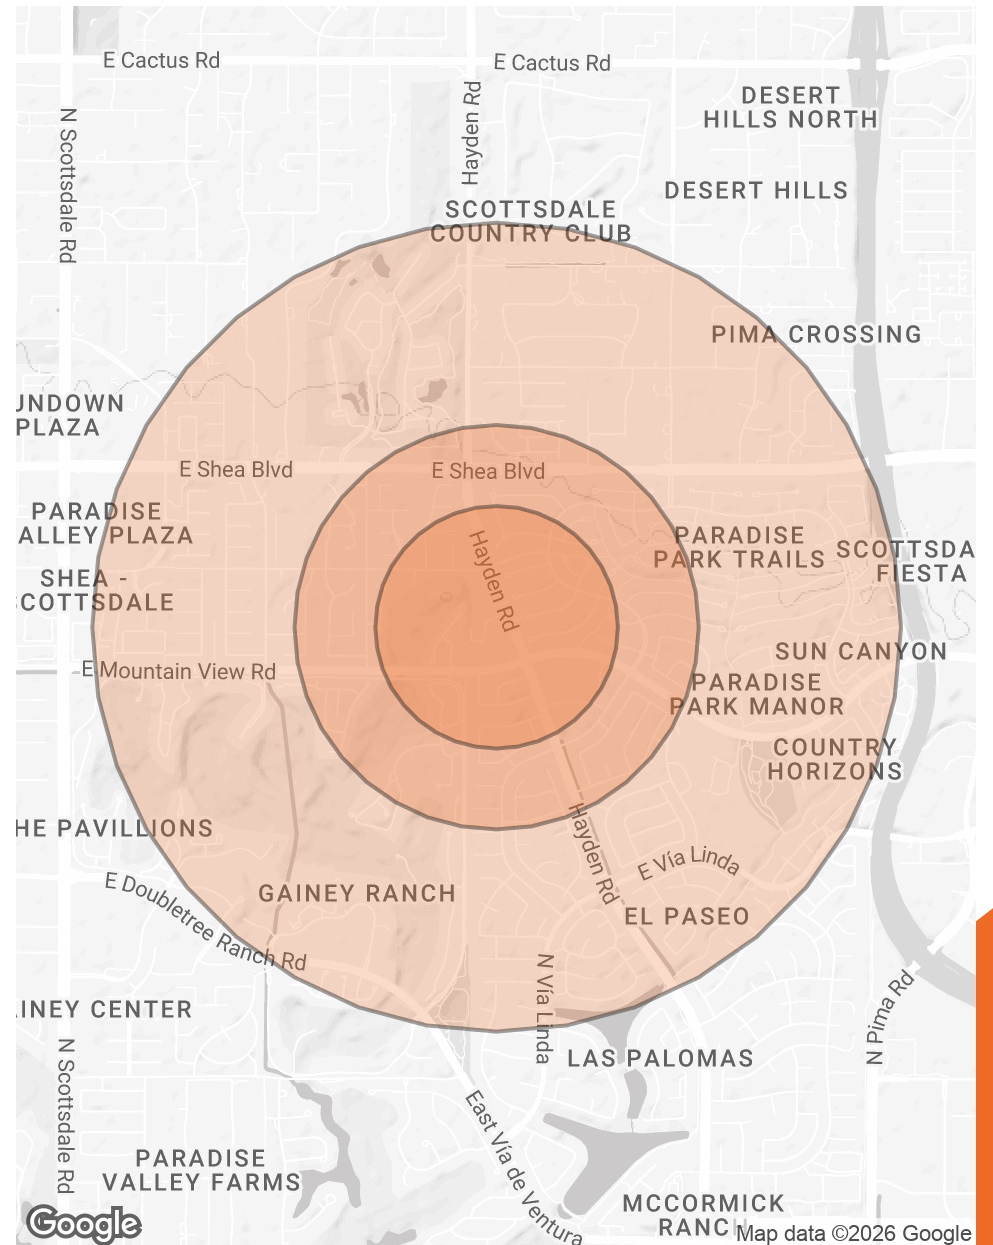 E Cactus Rd
E Cactus Rd
N Scottsdale Rd
Hayden Rd
DESERT
HILLS NORTH
DESERT HILLS
SCOTTSDALE
COUNTRY CLUB
PIMA CROSSING
UNDOWN
PLAZA
E Shea Blvd
E Shea Blvd
PARADISE
ALLEY PLAZA
Hayden Rd
PARADISE
PARK TRAILS
SCOTTSDA
FIESTA
SHEA -
COTTSDALE
SUN CANYON
E Mountain View Rd
PARADISE
PARK MANOR
COUNTRY
HORIZONS
HE PAVILLIONS
Hayden Rd
E Vía Linda
E Doubletree Ranch Rd
GAINEY RANCH
EL PASEO
N Vía Linda
INEY CENTER
N Pima Rd
N Scottsdale Rd
LAS PALOMAS
East Vía de Ventura
PARADISE
VALLEY FARMS
MCCORMICK
RANCH
Google
Map data ©2026 Google